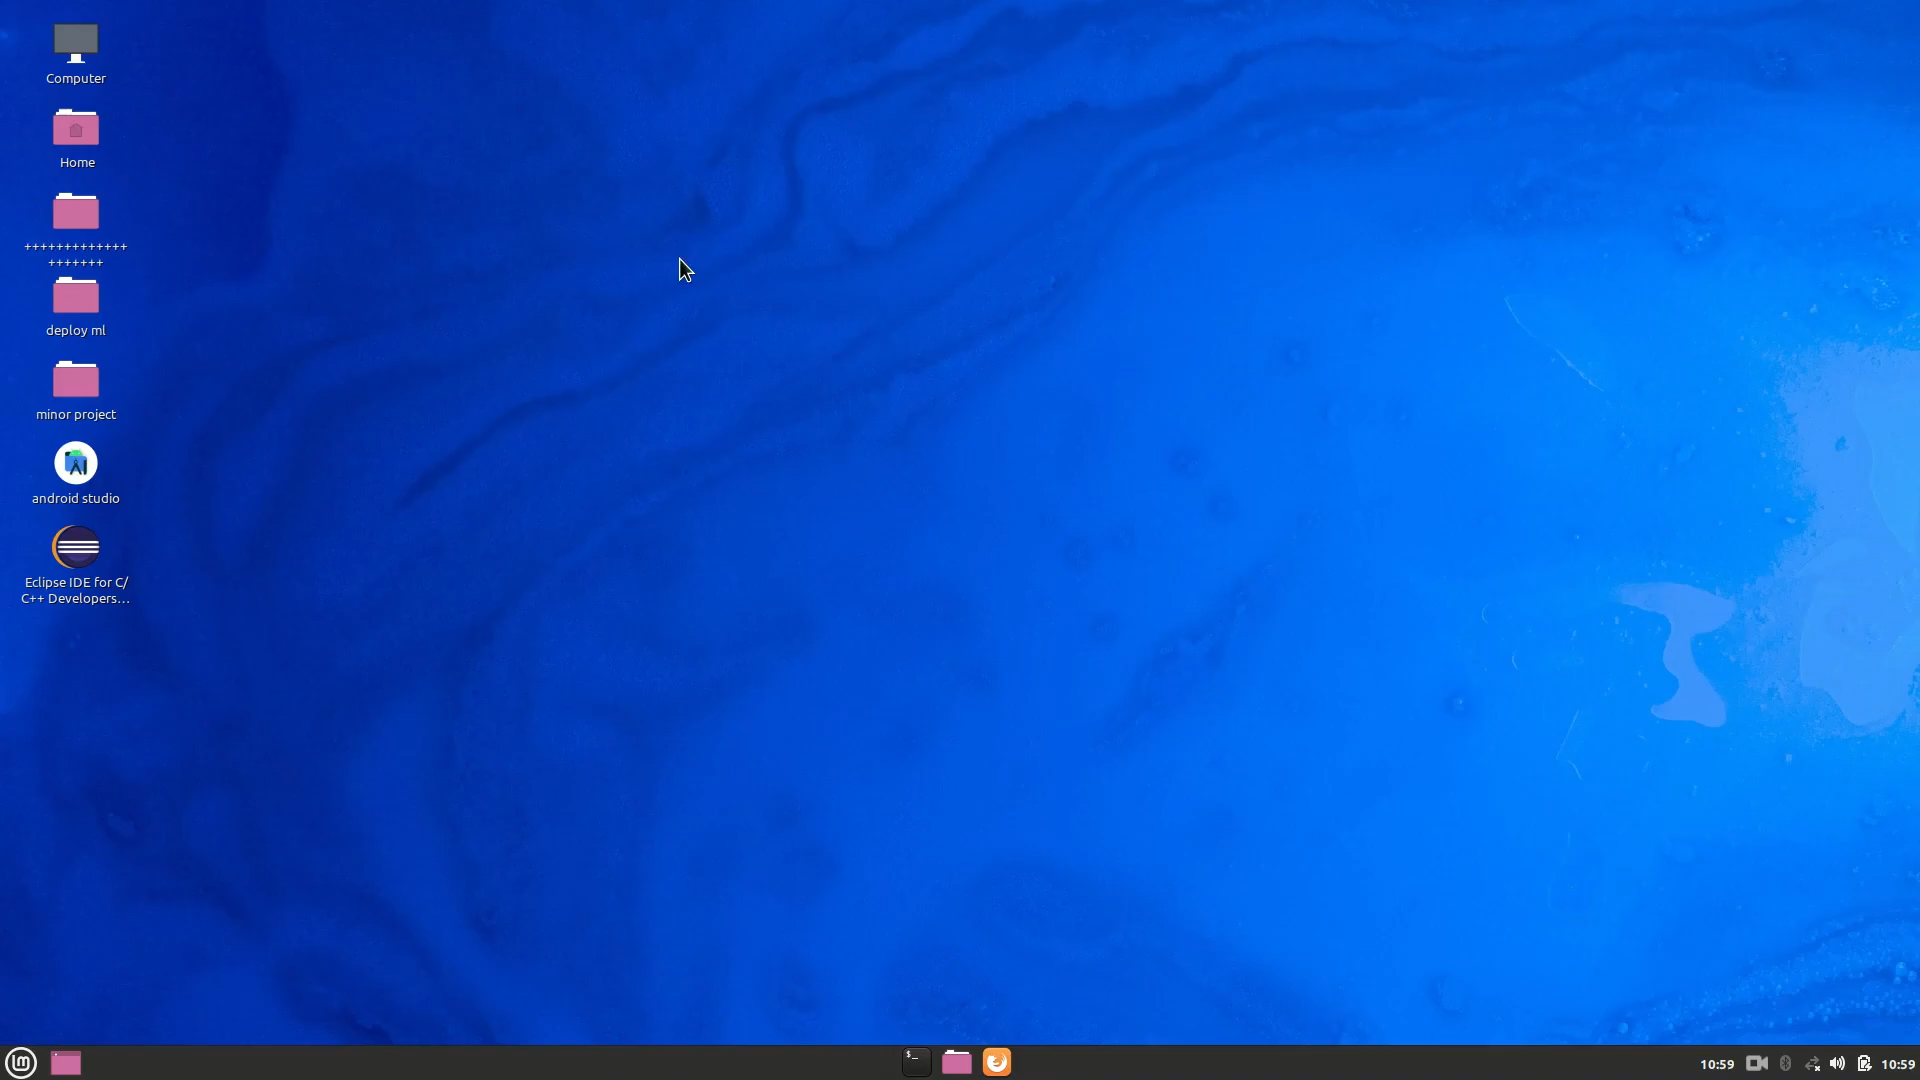 Computer
Home
+++++++++++++
+++++++
deploy ml
minor project
android studio
Eclipse IDE for C/
C++ Developers...
$_
10:59
10:59